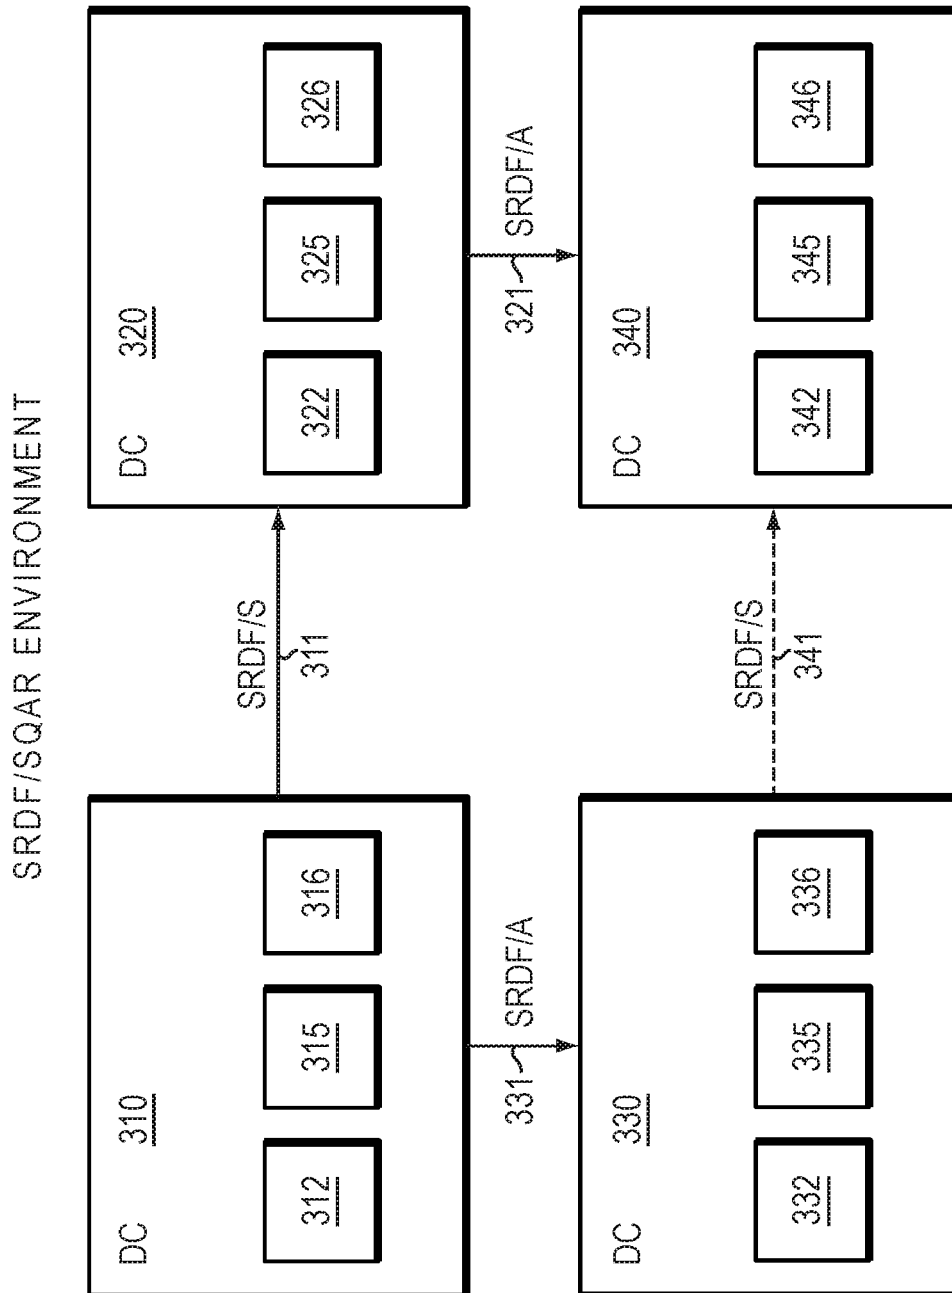 SRDF/SQAR ENVIRONMENT
DC 310
312 315 316
SRDF/S
311
DC 320
322 325 326
331 SRDF/A
321 SRDF/A
DC 330
332 335 336
SRDF/S
341
DC 340
342 345 346